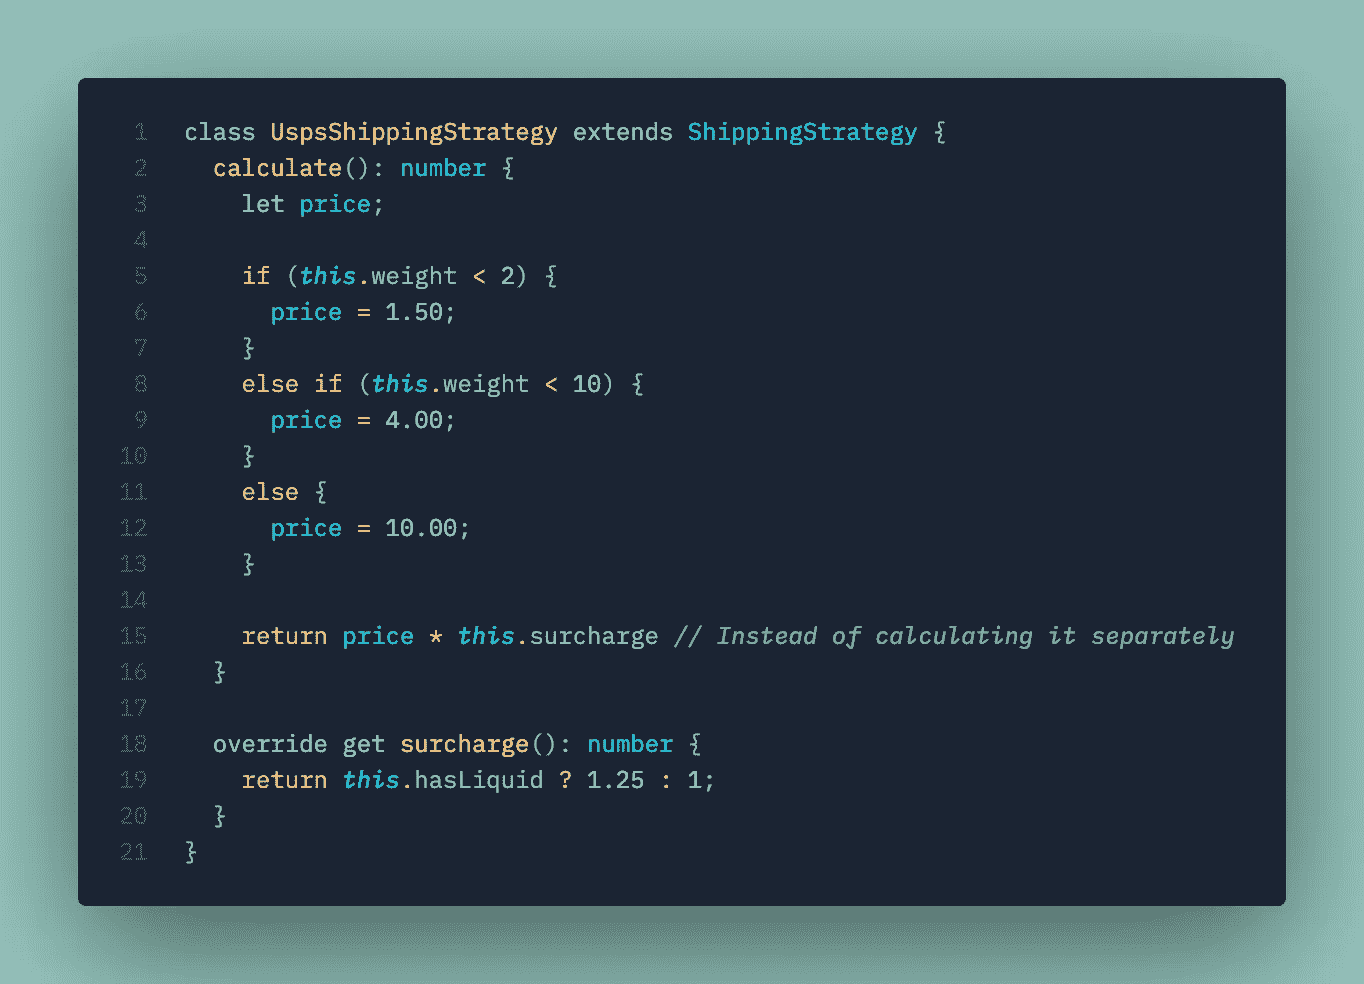 1 class UspsShippingStrategy extends ShippingStrategy {
2 calculate(): number {
3 let price;
4
5 if (this.weight < 2) {
6 price = 1.50;
7 }
8 else if (this.weight < 10) {
9 price = 4.00;
10 }
11 else {
12 price = 10.00;
13 }
14
15 return price * this.surcharge // Instead of calculating it separately
16 }
17
18 override get surcharge(): number {
19 return this.hasLiquid ? 1.25 : 1;
20 }
21 }